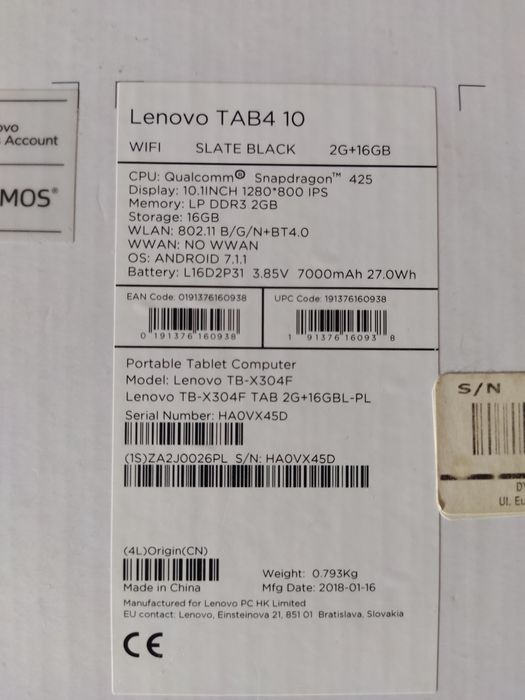 ovo
Account
MOS®
Lenovo TAB4 10
WIFI SLATE BLACK 2G+16GB
CPU: Qualcomm® Snapdragon™ 425
Display: 10.1INCH 1280*800 IPS
Memory: LP DDR3 2GB
Storage: 16GB
WLAN: 802.11 B/G/N+BT4.0
WWAN: NO WWAN
OS: ANDROID 7.1.1
Battery: L16D2P31 3.85V 7000mAh 27.0Wh
EAN Code: 0191376160938 UPC Code: 191376160938
0 191376 160938 1 91376 16093 8
Portable Tablet Computer
Model: Lenovo TB-X304F
Lenovo TB-X304F TAB 2G+16GBL-PL
Serial Number: HA0VX45D
(1S)ZA2J0026PL S/N: HA0VX45D
S/N
Ul. Eu
(4L)Origin(CN)
Weight: 0.793Kg
Made in China Mfg Date: 2018-01-16
Manufactured for Lenovo PC HK Limited
EU contact: Lenovo, Einsteinova 21, 851 01 Bratislava, Slovakia
CE